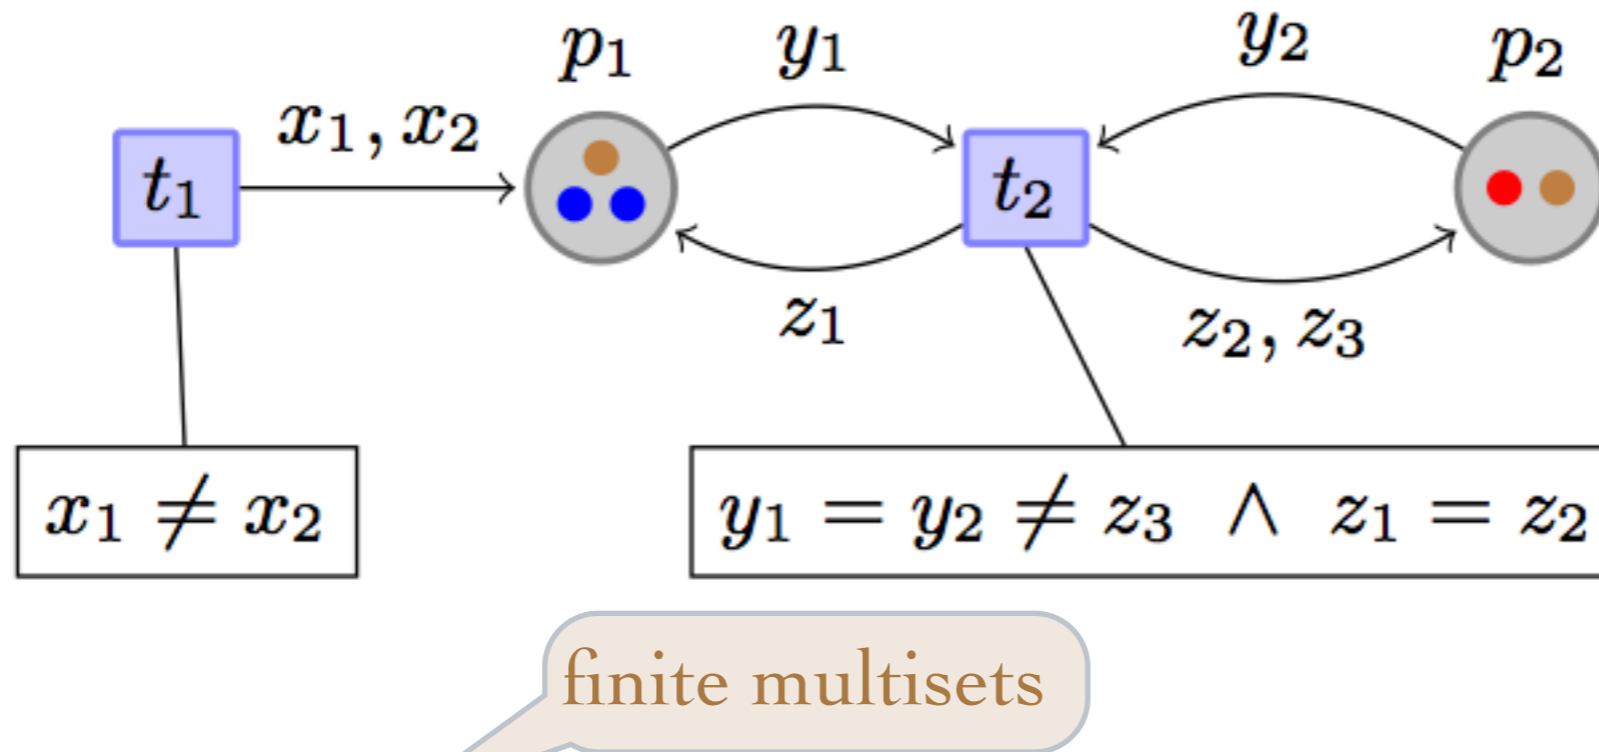 p₁ y₁ y₂ p₂
x₁, x₂
t₁ t₂
z₁ z₂, z₃
x₁ ≠ x₂ y₁ = y₂ ≠ z₃ ∧ z₁ = z₂
finite multisets